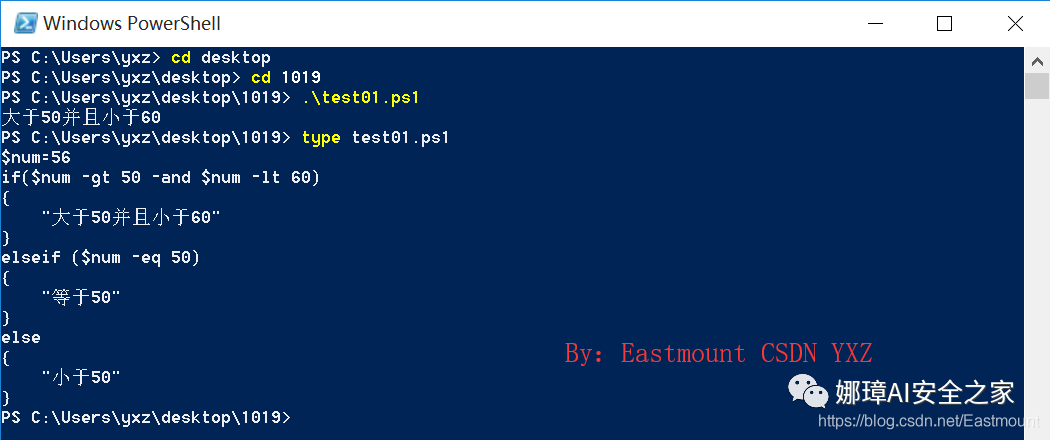 Windows PowerShell
PS C:\Users\yxz> cd desktop
PS C:\Users\yxz\desktop> cd 1019
PS C:\Users\yxz\desktop\1019> .\test01.ps1
大于50并且小于60
PS C:\Users\yxz\desktop\1019> type test01.ps1
$num=56
if($num -gt 50 -and $num -lt 60)
{
    "大于50并且小于60"
}
elseif ($num -eq 50)
{
    "等于50"
}
else
{
    "小于50"
}
PS C:\Users\yxz\desktop\1019>
By: Eastmount CSDN YXZ
娜璋AI安全之家
https://blog.csdn.net/Eastmount